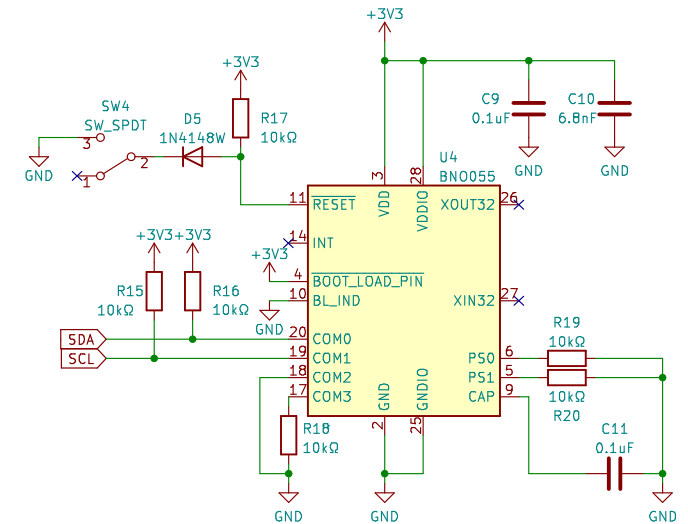 +3V3
+3V3
SW4
SW_SPDT
3
2
1
GND
D5
1N4148W
R17
10kΩ
C9
0.1uF
C10
6.8nF
GND
GND
U4
BNO055
3
28
VDD
VDDIO
11
RESET
26
XOUT32
14
INT
+3V3
+3V3
+3V3
4
BOOT_LOAD_PIN
10
BL_IND
GND
27
XIN32
R15
10kΩ
R16
10kΩ
SDA
20
COM0
SCL
19
COM1
18
COM2
17
COM3
6
PS0
5
PS1
9
CAP
R19
10kΩ
10kΩ
R20
GND
GNDIO
2
25
R18
10kΩ
C11
0.1uF
GND
GND
GND